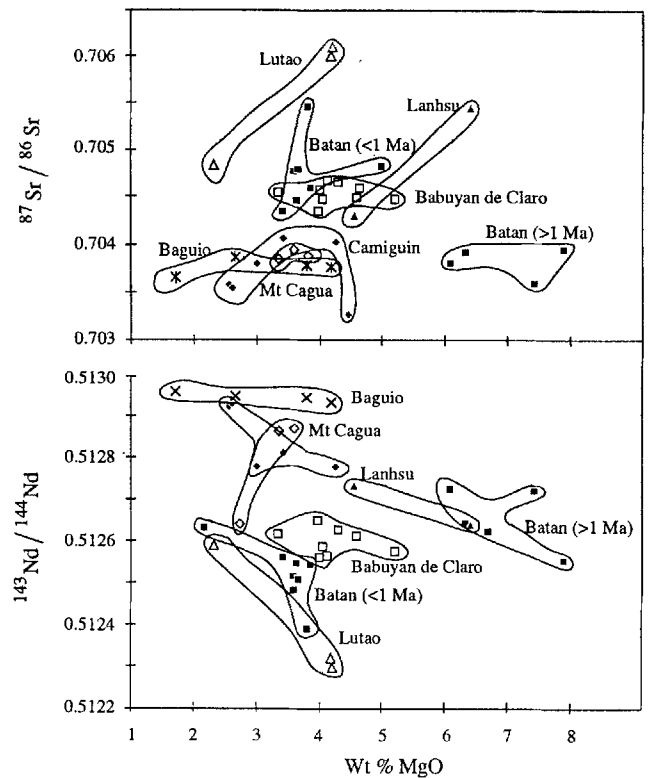 0.706
Lutao
Lanhsu
87Sr / 86Sr
0.705
Batan (<1 Ma)
Babuyan de Claro
0.704
Baguio
Camiguin
Batan (>1 Ma)
Mt Cagua
0.703
0.5130
Baguio
Mt Cagua
0.5128
Lanhsu
143Nd / 144Nd
Batan (>1 Ma)
0.5126
Babuyan de Claro
Batan (<1 Ma)
0.5124
Lutao
0.5122
1 2 3 4 5 6 7 8
Wt % MgO